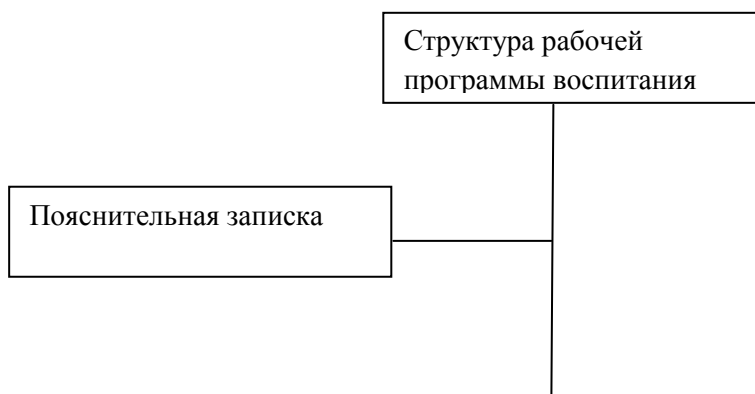 Структура рабочей
программы воспитания
Пояснительная записка